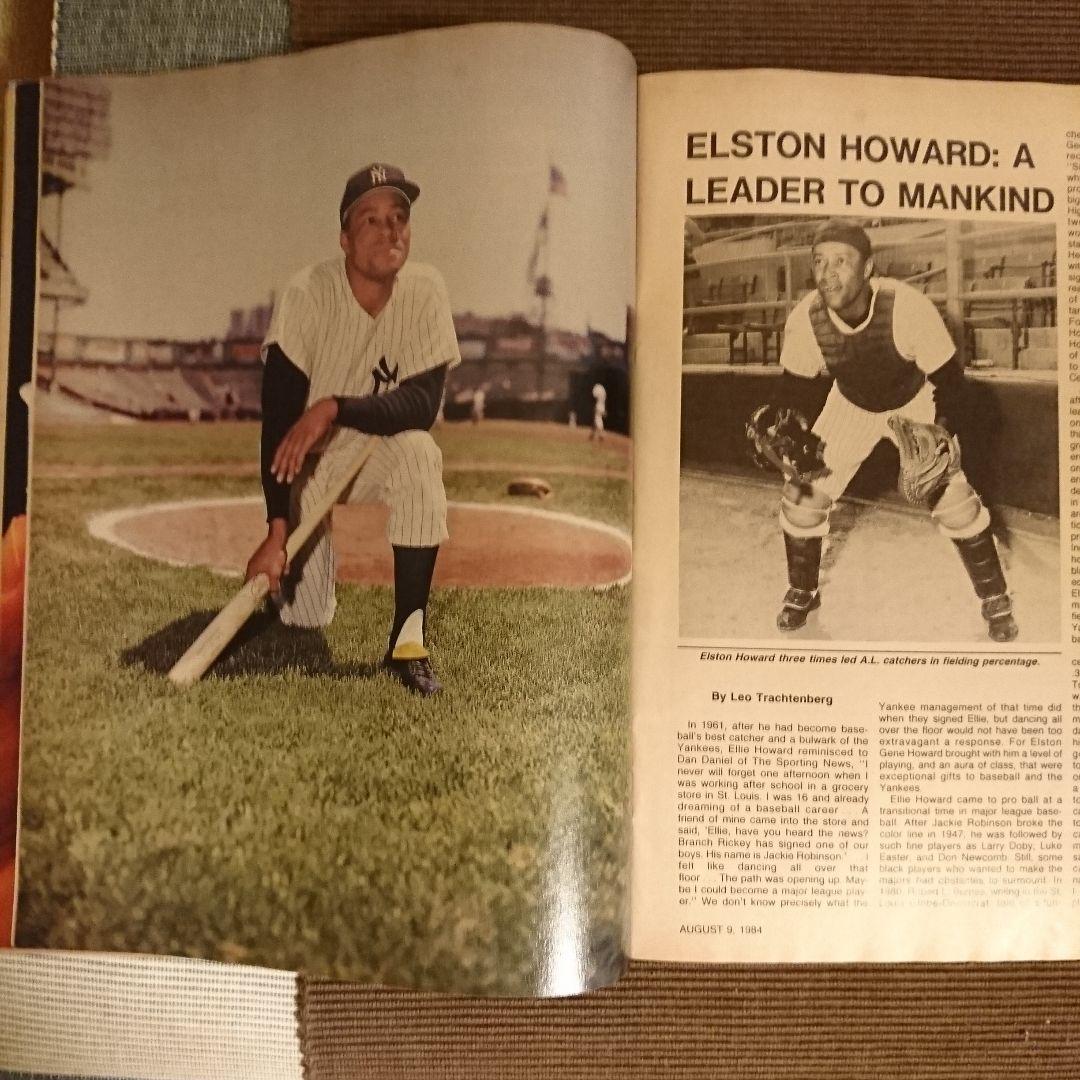 NY
NY
ELSTON HOWARD: A
LEADER TO MANKIND
Elston Howard three times led A.L. catchers in fielding percentage.
By Leo Trachtenberg
In 1961, after he had become base-
ball's best catcher and a bulwark of the
Yankees, Ellie Howard reminisced to
Dan Daniel of The Sporting News, "I
never will forget one afternoon when I
was working after school in a grocery
store in St. Louis. I was 16 and already
dreaming of a baseball career . . . A
friend of mine came into the store and
said, 'Ellie, have you heard the news?
Branch Rickey has signed one of our
boys. His name is Jackie Robinson.' . . . I
felt like dancing all over that
floor . . . The path was opening up. May-
be I could become a major league play-
er." We don't know precisely what the
Yankee management of that time did
when they signed Ellie, but dancing all
over the floor would not have been too
extravagant a response. For Elston
Gene Howard brought with him a level of
playing, and an aura of class, that were
exceptional gifts to baseball and the
Yankees.
Ellie Howard came to pro ball at a
transitional time in major league base-
ball. After Jackie Robinson broke the
color line in 1947, he was followed by
such fine players as Larry Doby, Luke
Easter, and Don Newcomb. Still, some
black players who wanted to make the
majors had obstacles to surmount. In
1980, Robert L. Burnes, writing in the St.
AUGUST 9, 1984